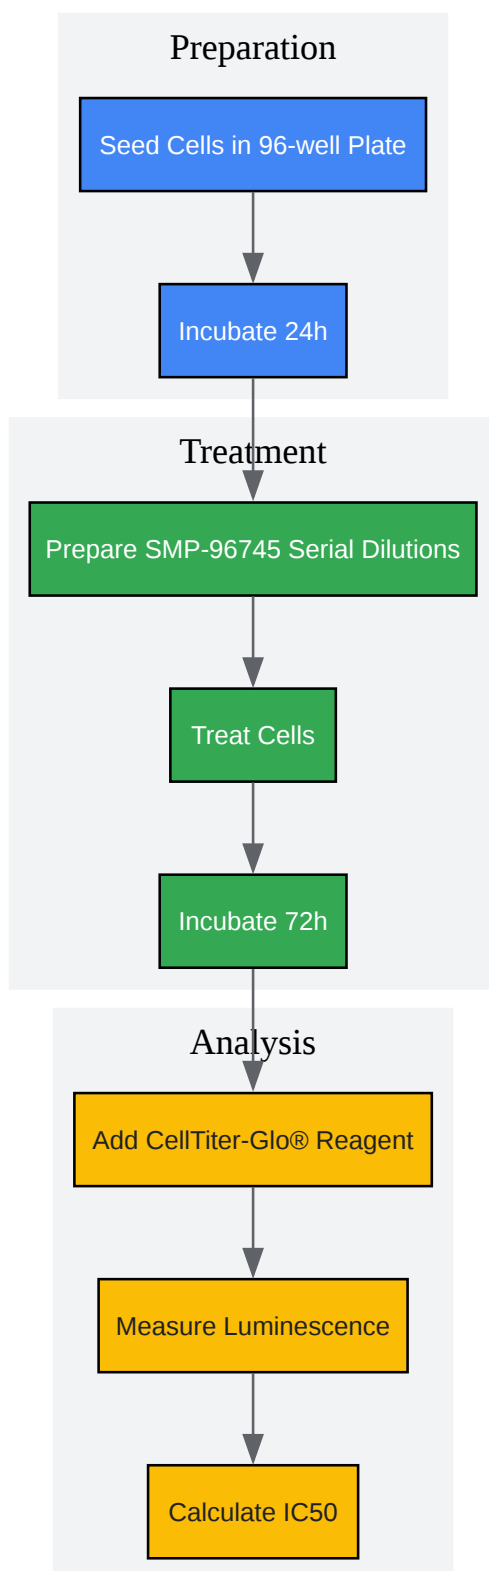 Preparation
Seed Cells in 96-well Plate
Incubate 24h
Treatment
Prepare SMP-96745 Serial Dilutions
Treat Cells
Incubate 72h
Analysis
Add CellTiter-Glo® Reagent
Measure Luminescence
Calculate IC50